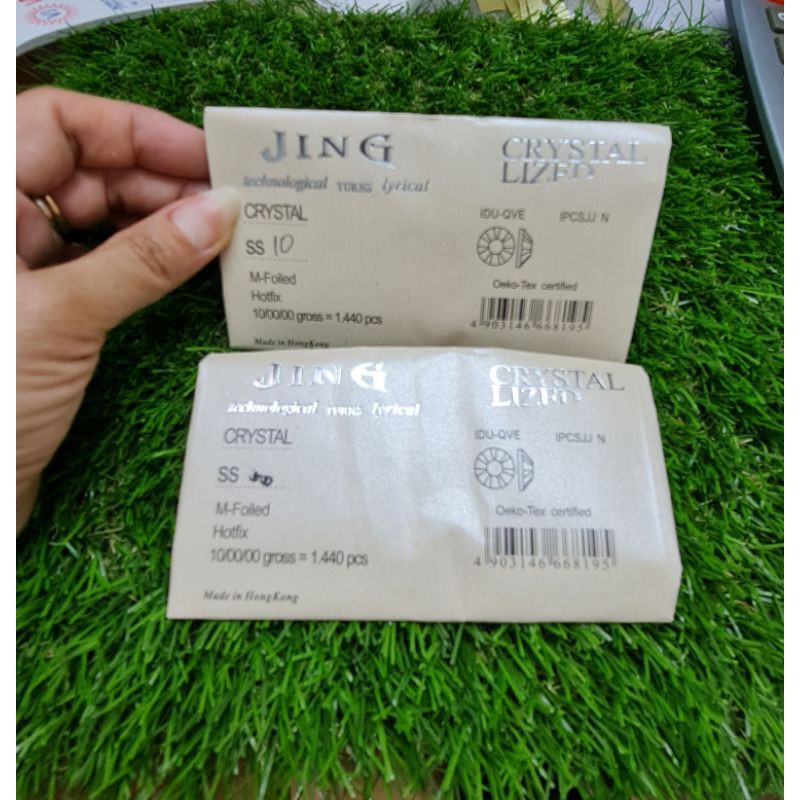 JING
technological TURSS lyrical
CRYSTAL
LIZED
CRYSTAL
SS 10
M-Foiled
Hotfix
10/00/00 gross = 1,440 pcs
Made in HongKong
IDU-QVE IPCSJJ N
Oeko-Tex certified
4 903146 668195
JING
technological TURSS lyrical
CRYSTAL
LIZED
CRYSTAL
SS
M-Foiled
Hotfix
10/00/00 gross = 1,440 pcs
Made in HongKong
IDU-QVE IPCSJJ N
Oeko-Tex certified
4 903146 668195